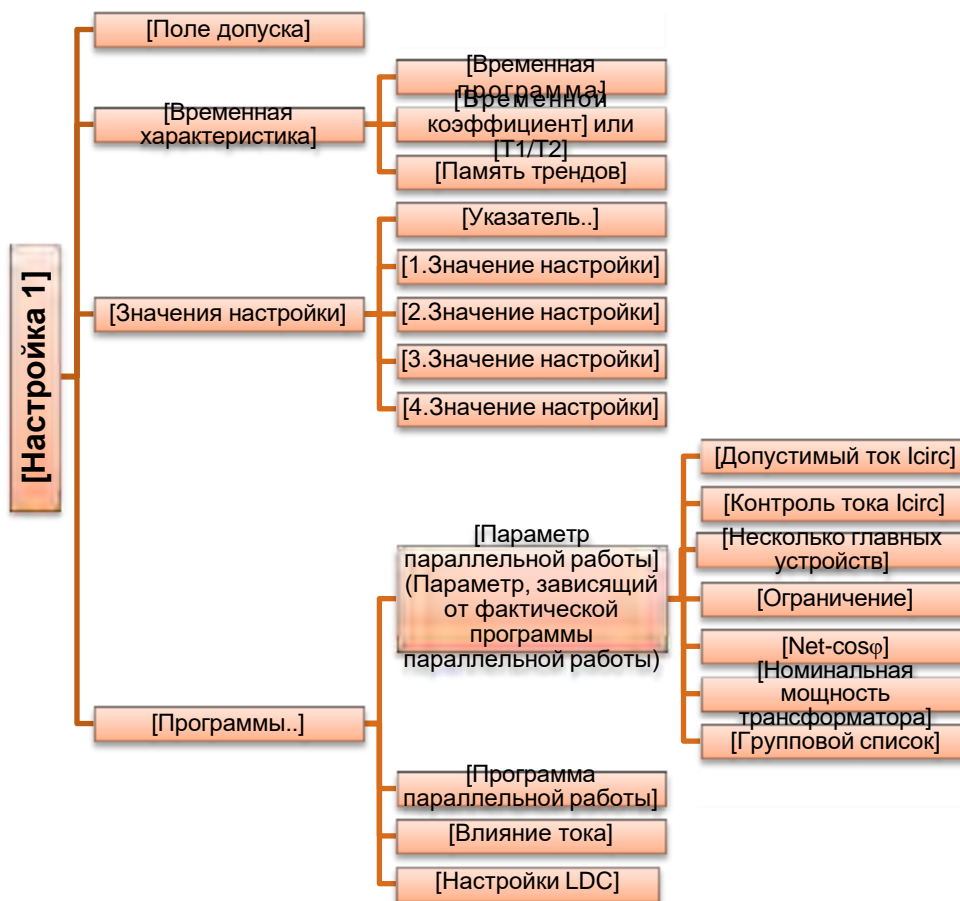 [Настройка 1]
[Поле допуска]
[Временная
характеристика]
[Временная
программа]
[Временной
коэффициент] или
[T1/T2]
[Память трендов]
[Значения настройки]
[Указатель..]
[1.Значение настройки]
[2.Значение настройки]
[3.Значение настройки]
[4.Значение настройки]
[Программы..]
[Параметр
параллельной работы]
(Параметр, зависящий
от фактической
программы
параллельной работы)
[Допустимый ток Icirc]
[Контроль тока Icirc]
[Несколько главных
устройств]
[Ограничение]
[Net-cosφ]
[Номинальная
мощность
трансформатора]
[Групповой список]
[Программа
параллельной работы]
[Влияние тока]
[Настройки LDC]